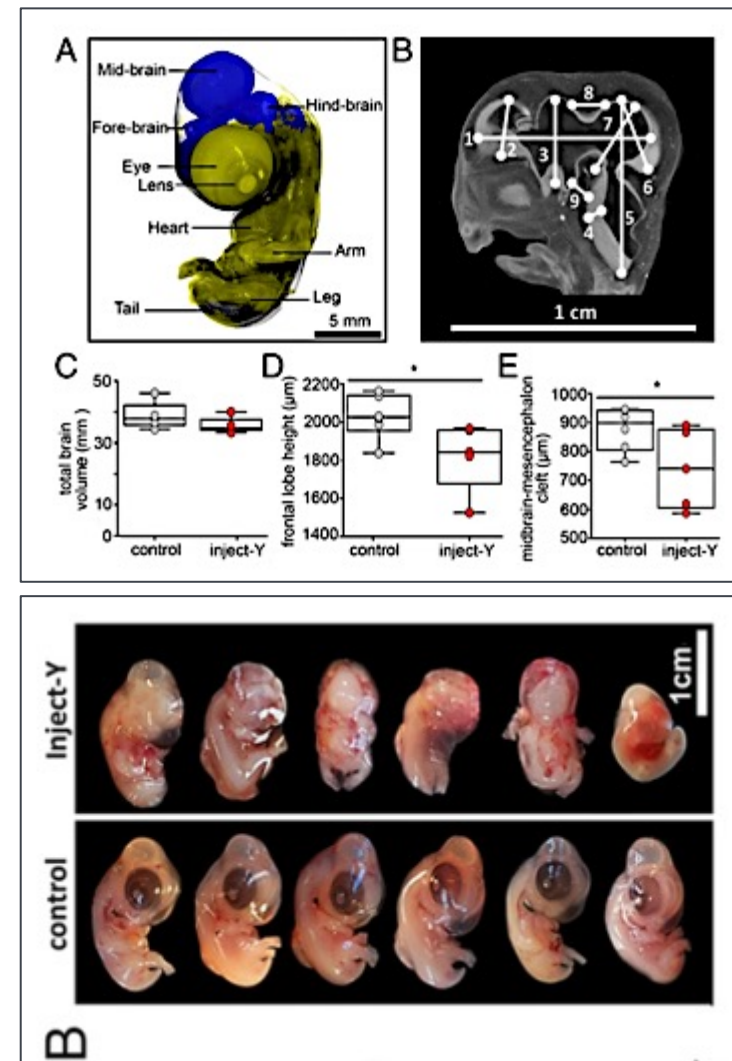 A
Mid-brain
Hind-brain
Fore-brain
Eye
Lens
Heart
Arm
Leg
Tail
5 mm
B
1
2
3
4
5
6
7
8
9
1 cm
C
total brain
volume (mm )
50
30
10
0
control
inject-Y
D
*
frontal lobe height (µm)
2200
2000
1800
1600
1400
control
inject-Y
E
*
midbrain-mesencephalon
cleft (µm)
1000
900
800
700
600
500
control
inject-Y
Inject-Y
1cm
control
B